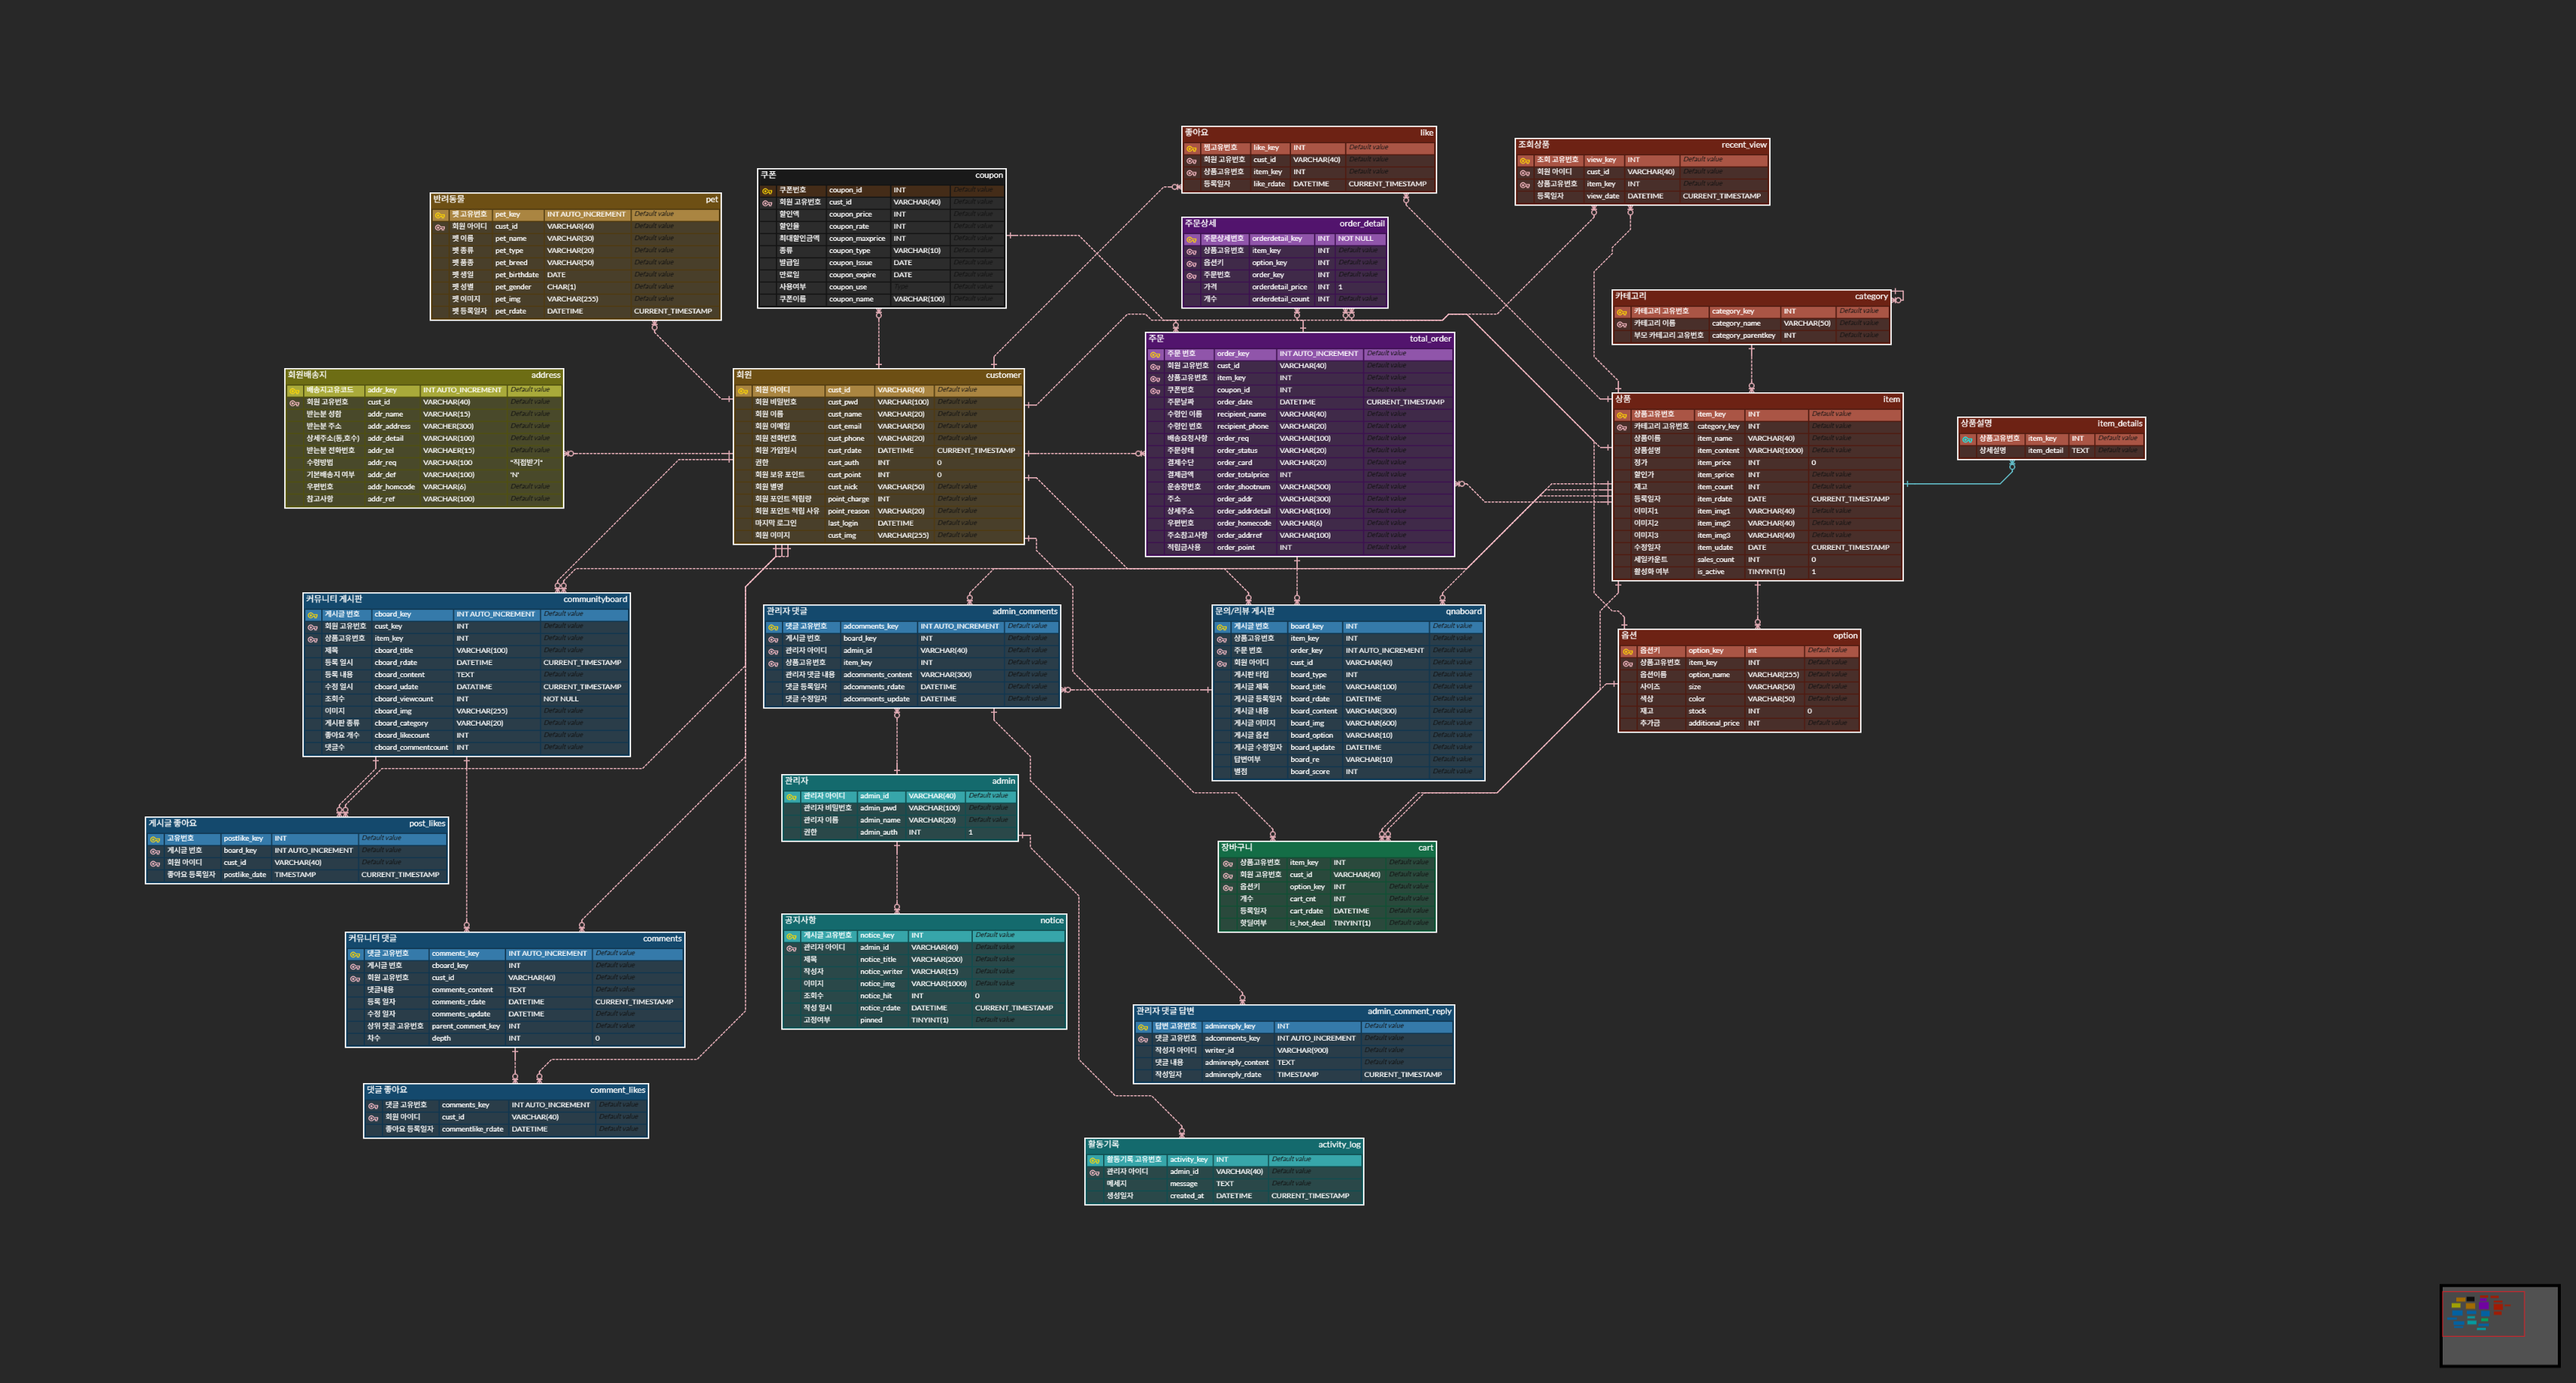 좋아요 like
찜고유번호 like_key INT Default value
회원 고유번호 cust_id VARCHAR(40) Default value
상품고유번호 item_key INT Default value
등록일자 like_rdate DATETIME CURRENT_TIMESTAMP
조회상품 recent_view
조회 고유번호 view_key INT Default value
회원 아이디 cust_id VARCHAR(40) Default value
상품고유번호 item_key INT Default value
등록일자 view_date DATETIME CURRENT_TIMESTAMP
쿠폰 coupon
쿠폰번호 coupon_id INT Default value
회원 고유번호 cust_id VARCHAR(40) Default value
할인액 coupon_price INT Default value
할인율 coupon_rate INT Default value
최대할인금액 coupon_maxprice INT Default value
종류 coupon_type VARCHAR(10) Default value
발급일 coupon_issue DATE Default value
만료일 coupon_expire DATE Default value
사용여부 coupon_use Type Default value
쿠폰이름 coupon_name VARCHAR(100) Default value
반려동물 pet
펫 고유번호 pet_key INT AUTO_INCREMENT Default value
회원 아이디 cust_id VARCHAR(40) Default value
펫 이름 pet_name VARCHAR(30) Default value
펫 종류 pet_type VARCHAR(20) Default value
펫 품종 pet_breed VARCHAR(50) Default value
펫 생일 pet_birthdate DATE Default value
펫 성별 pet_gender CHAR(1) Default value
펫 이미지 pet_img VARCHAR(255) Default value
펫 등록일자 pet_rdate DATETIME CURRENT_TIMESTAMP
주문상세 order_detail
주문상세번호 orderdetail_key INT NOT NULL
상품고유번호 item_key INT Default value
옵션키 option_key INT Default value
주문번호 order_key INT Default value
가격 orderdetail_price INT 1
개수 orderdetail_count INT Default value
카테고리 category
카테고리 고유번호 category_key INT Default value
카테고리 이름 category_name VARCHAR(50) Default value
부모 카테고리 고유번호 category_parentkey INT Default value
주문 total_order
주문 번호 order_key INT AUTO_INCREMENT Default value
회원 고유번호 cust_id VARCHAR(40) Default value
상품고유번호 item_key INT Default value
쿠폰번호 coupon_id INT Default value
주문날짜 order_date DATETIME CURRENT_TIMESTAMP
수령인 이름 recipient_name VARCHAR(40) Default value
수령인 번호 recipient_phone VARCHAR(20) Default value
배송요청사항 order_req VARCHAR(100) Default value
주문상태 order_status VARCHAR(20) Default value
결제수단 order_card VARCHAR(20) Default value
결제금액 order_totalprice INT Default value
운송장번호 order_shootnum VARCHAR(500) Default value
주소 order_addr VARCHAR(300) Default value
상세주소 order_addrdetail VARCHAR(100) Default value
우편번호 order_homecode VARCHAR(6) Default value
주소참고사항 order_addrref VARCHAR(100) Default value
적립금사용 order_point INT Default value
회원배송지 address
배송지고유코드 addr_key INT AUTO_INCREMENT Default value
회원 고유번호 cust_id VARCHAR(40) Default value
받는분 성함 addr_name VARCHAR(15) Default value
받는분 주소 addr_address VARCHER(300) Default value
상세주소(동,호수) addr_detail VARCHAR(100) Default value
받는분 전화번호 addr_tel VARCHAER(15) Default value
수령방법 addr_req VARCHAR(100 "직접받기"
기본배송지 여부 addr_def VARCHAR(100) 'N'
우편번호 addr_homcode VARCHAR(6) Default value
참고사항 addr_ref VARCHAR(100) Default value
회원 customer
회원 아이디 cust_id VARCHAR(40) Default value
회원 비밀번호 cust_pwd VARCHAR(100) Default value
회원 이름 cust_name VARCHAR(20) Default value
회원 이메일 cust_email VARCHAR(50) Default value
회원 전화번호 cust_phone VARCHAR(20) Default value
회원 가입일시 cust_rdate DATETIME CURRENT_TIMESTAMP
권한 cust_auth INT 0
회원 보유 포인트 cust_point INT 0
회원 별명 cust_nick VARCHAR(50) Default value
회원 포인트 적립량 point_charge INT Default value
회원 포인트 적립 사유 point_reason VARCHAR(20) Default value
마지막 로그인 last_login DATETIME Default value
회원 이미지 cust_img VARCHAR(255) Default value
상품 item
상품고유번호 item_key INT Default value
카테고리 고유번호 category_key INT Default value
상품이름 item_name VARCHAR(40) Default value
상품설명 item_content VARCHAR(1000) Default value
정가 item_price INT 0
할인가 item_sprice INT Default value
재고 item_count INT Default value
등록일자 item_rdate DATE CURRENT_TIMESTAMP
이미지1 item_img1 VARCHAR(40) Default value
이미지2 item_img2 VARCHAR(40) Default value
이미지3 item_img3 VARCHAR(40) Default value
수정일자 item_udate DATE CURRENT_TIMESTAMP
세일카운트 sales_count INT 0
활성화 여부 is_active TINYINT(1) 1
상품설명 item_details
상품고유번호 item_key INT Default value
상세설명 item_detail TEXT Default value
커뮤니티 게시판 communityboard
게시글 번호 cboard_key INT AUTO_INCREMENT Default value
회원 고유번호 cust_key INT Default value
상품고유번호 item_key INT Default value
제목 cboard_title VARCHAR(100) Default value
등록 일시 cboard_rdate DATETIME CURRENT_TIMESTAMP
등록 내용 cboard_content TEXT Default value
수정 일시 cboard_udate DATATIME CURRENT_TIMESTAMP
조회수 cboard_viewcount INT NOT NULL
이미지 cboard_img VARCHAR(255) Default value
게시판 종류 cboard_category VARCHAR(20) Default value
좋아요 개수 cboard_likecount INT Default value
댓글수 cboard_commentcount INT Default value
관리자 댓글 admin_comments
댓글 고유번호 adcomments_key INT AUTO_INCREMENT Default value
게시글 번호 board_key INT Default value
관리자 아이디 admin_id VARCHAR(40) Default value
상품고유번호 item_key INT Default value
관리자 댓글 내용 adcomments_content VARCHAR(300) Default value
댓글 등록일자 adcomments_rdate DATETIME Default value
댓글 수정일자 adcomments_update DATETIME Default value
문의/리뷰 게시판 qnaboard
게시글 번호 board_key INT Default value
상품고유번호 item_key INT Default value
주문 번호 order_key INT AUTO_INCREMENT Default value
회원 아이디 cust_id VARCHAR(40) Default value
게시판 타입 board_type INT Default value
게시글 제목 board_title VARCHAR(100) Default value
게시글 등록일자 board_rdate DATETIME Default value
게시글 내용 board_content VARCHAR(300) Default value
게시글 이미지 board_img VARCHAR(600) Default value
게시글 옵션 board_option VARCHAR(10) Default value
게시글 수정일자 board_update DATETIME Default value
답변여부 board_re VARCHAR(10) Default value
별점 board_score INT Default value
옵션 option
옵션키 option_key int Default value
상품고유번호 item_key INT Default value
옵션이름 option_name VARCHAR(255) Default value
사이즈 size VARCHAR(50) Default value
색상 color VARCHAR(50) Default value
재고 stock INT 0
추가금 additional_price INT Default value
관리자 admin
관리자 아이디 admin_id VARCHAR(40) Default value
관리자 비밀번호 admin_pwd VARCHAR(100) Default value
관리자 이름 admin_name VARCHAR(20) Default value
권한 admin_auth INT 1
게시글 좋아요 post_likes
고유번호 postlike_key INT Default value
게시글 번호 board_key INT AUTO_INCREMENT Default value
회원 아이디 cust_id VARCHAR(40) Default value
좋아요 등록일자 postlike_date TIMESTAMP CURRENT_TIMESTAMP
장바구니 cart
상품고유번호 item_key INT Default value
회원 고유번호 cust_id VARCHAR(40) Default value
옵션키 option_key INT Default value
개수 cart_cnt INT Default value
등록일자 cart_rdate DATETIME Default value
핫딜여부 is_hot_deal TINYINT(1) Default value
공지사항 notice
게시글 고유번호 notice_key INT Default value
관리자 아이디 admin_id VARCHAR(40) Default value
제목 notice_title VARCHAR(200) Default value
작성자 notice_writer VARCHAR(15) Default value
이미지 notice_img VARCHAR(1000) Default value
조회수 notice_hit INT 0
작성 일시 notice_rdate DATETIME CURRENT_TIMESTAMP
고정여부 pinned TINYINT(1) Default value
커뮤니티 댓글 comments
댓글 고유번호 comments_key INT AUTO_INCREMENT Default value
게시글 번호 cboard_key INT Default value
회원 고유번호 cust_id VARCHAR(40) Default value
댓글내용 comments_content TEXT Default value
등록 일자 comments_rdate DATETIME CURRENT_TIMESTAMP
수정 일자 comments_update DATETIME Default value
상위 댓글 고유번호 parent_comment_key INT Default value
차수 depth INT 0
관리자 댓글 답변 admin_comment_reply
답변 고유번호 adminreply_key INT Default value
댓글 고유번호 adcomments_key INT AUTO_INCREMENT Default value
작성자 아이디 writer_id VARCHAR(900) Default value
댓글 내용 adminreply_content TEXT Default value
작성일자 adminreply_rdate TIMESTAMP CURRENT_TIMESTAMP
댓글 좋아요 comment_likes
댓글 고유번호 comments_key INT AUTO_INCREMENT Default value
회원 아이디 cust_id VARCHAR(40) Default value
좋아요 등록일자 commentlike_rdate DATETIME Default value
활동기록 activity_log
활동기록 고유번호 activity_key INT Default value
관리자 아이디 admin_id VARCHAR(40) Default value
메세지 message TEXT Default value
생성일자 created_at DATETIME CURRENT_TIMESTAMP